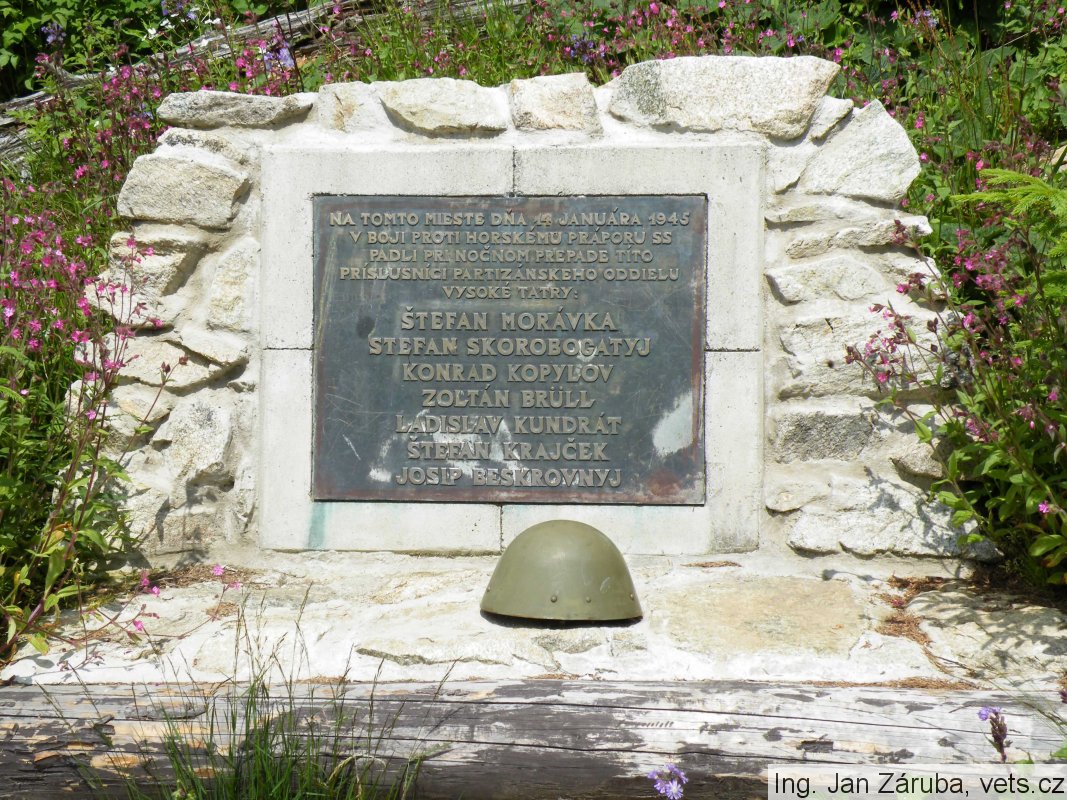 NA TOMTO MIESTE DŇA 14 JANUÁRA 1945
V BOJI PROTI HORSKÉMU PRÁPORU SS
PADLI PRI NOČNOM PREPADE TÍTO
PRÍSLUŠNÍCI PARTIZÁNSKEHO ODDIELU
VYSOKÉ TATRY:
ŠTEFAN MORÁVKA
ŠTEFAN SKOROBOGATYJ
KONRAD KOPYLOV
ZOLTÁN BRÜLL
LADISLAV KUNDRÁT
ŠTEFAN KRAJČEK
JOSIP BESKROVNYJ
Ing. Jan Záruba, vets.cz